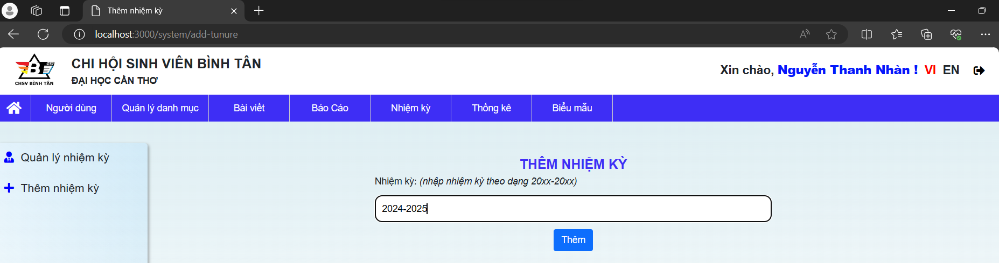 Thêm nhiệm kỳ
localhost:3000/system/add-tunure
CTU
B
CHSV BÌNH TÂN
CHI HỘI SINH VIÊN BÌNH TÂN
ĐẠI HỌC CẦN THƠ
Xin chào, Nguyễn Thanh Nhàn ! VI EN
Người dùng Quản lý danh mục Bài viết Báo Cáo Nhiệm kỳ Thống kê Biểu mẫu
Quản lý nhiệm kỳ
Thêm nhiệm kỳ
THÊM NHIỆM KỲ
Nhiệm kỳ: (nhập nhiệm kỳ theo dạng 20xx-20xx)
2024-2025
Thêm